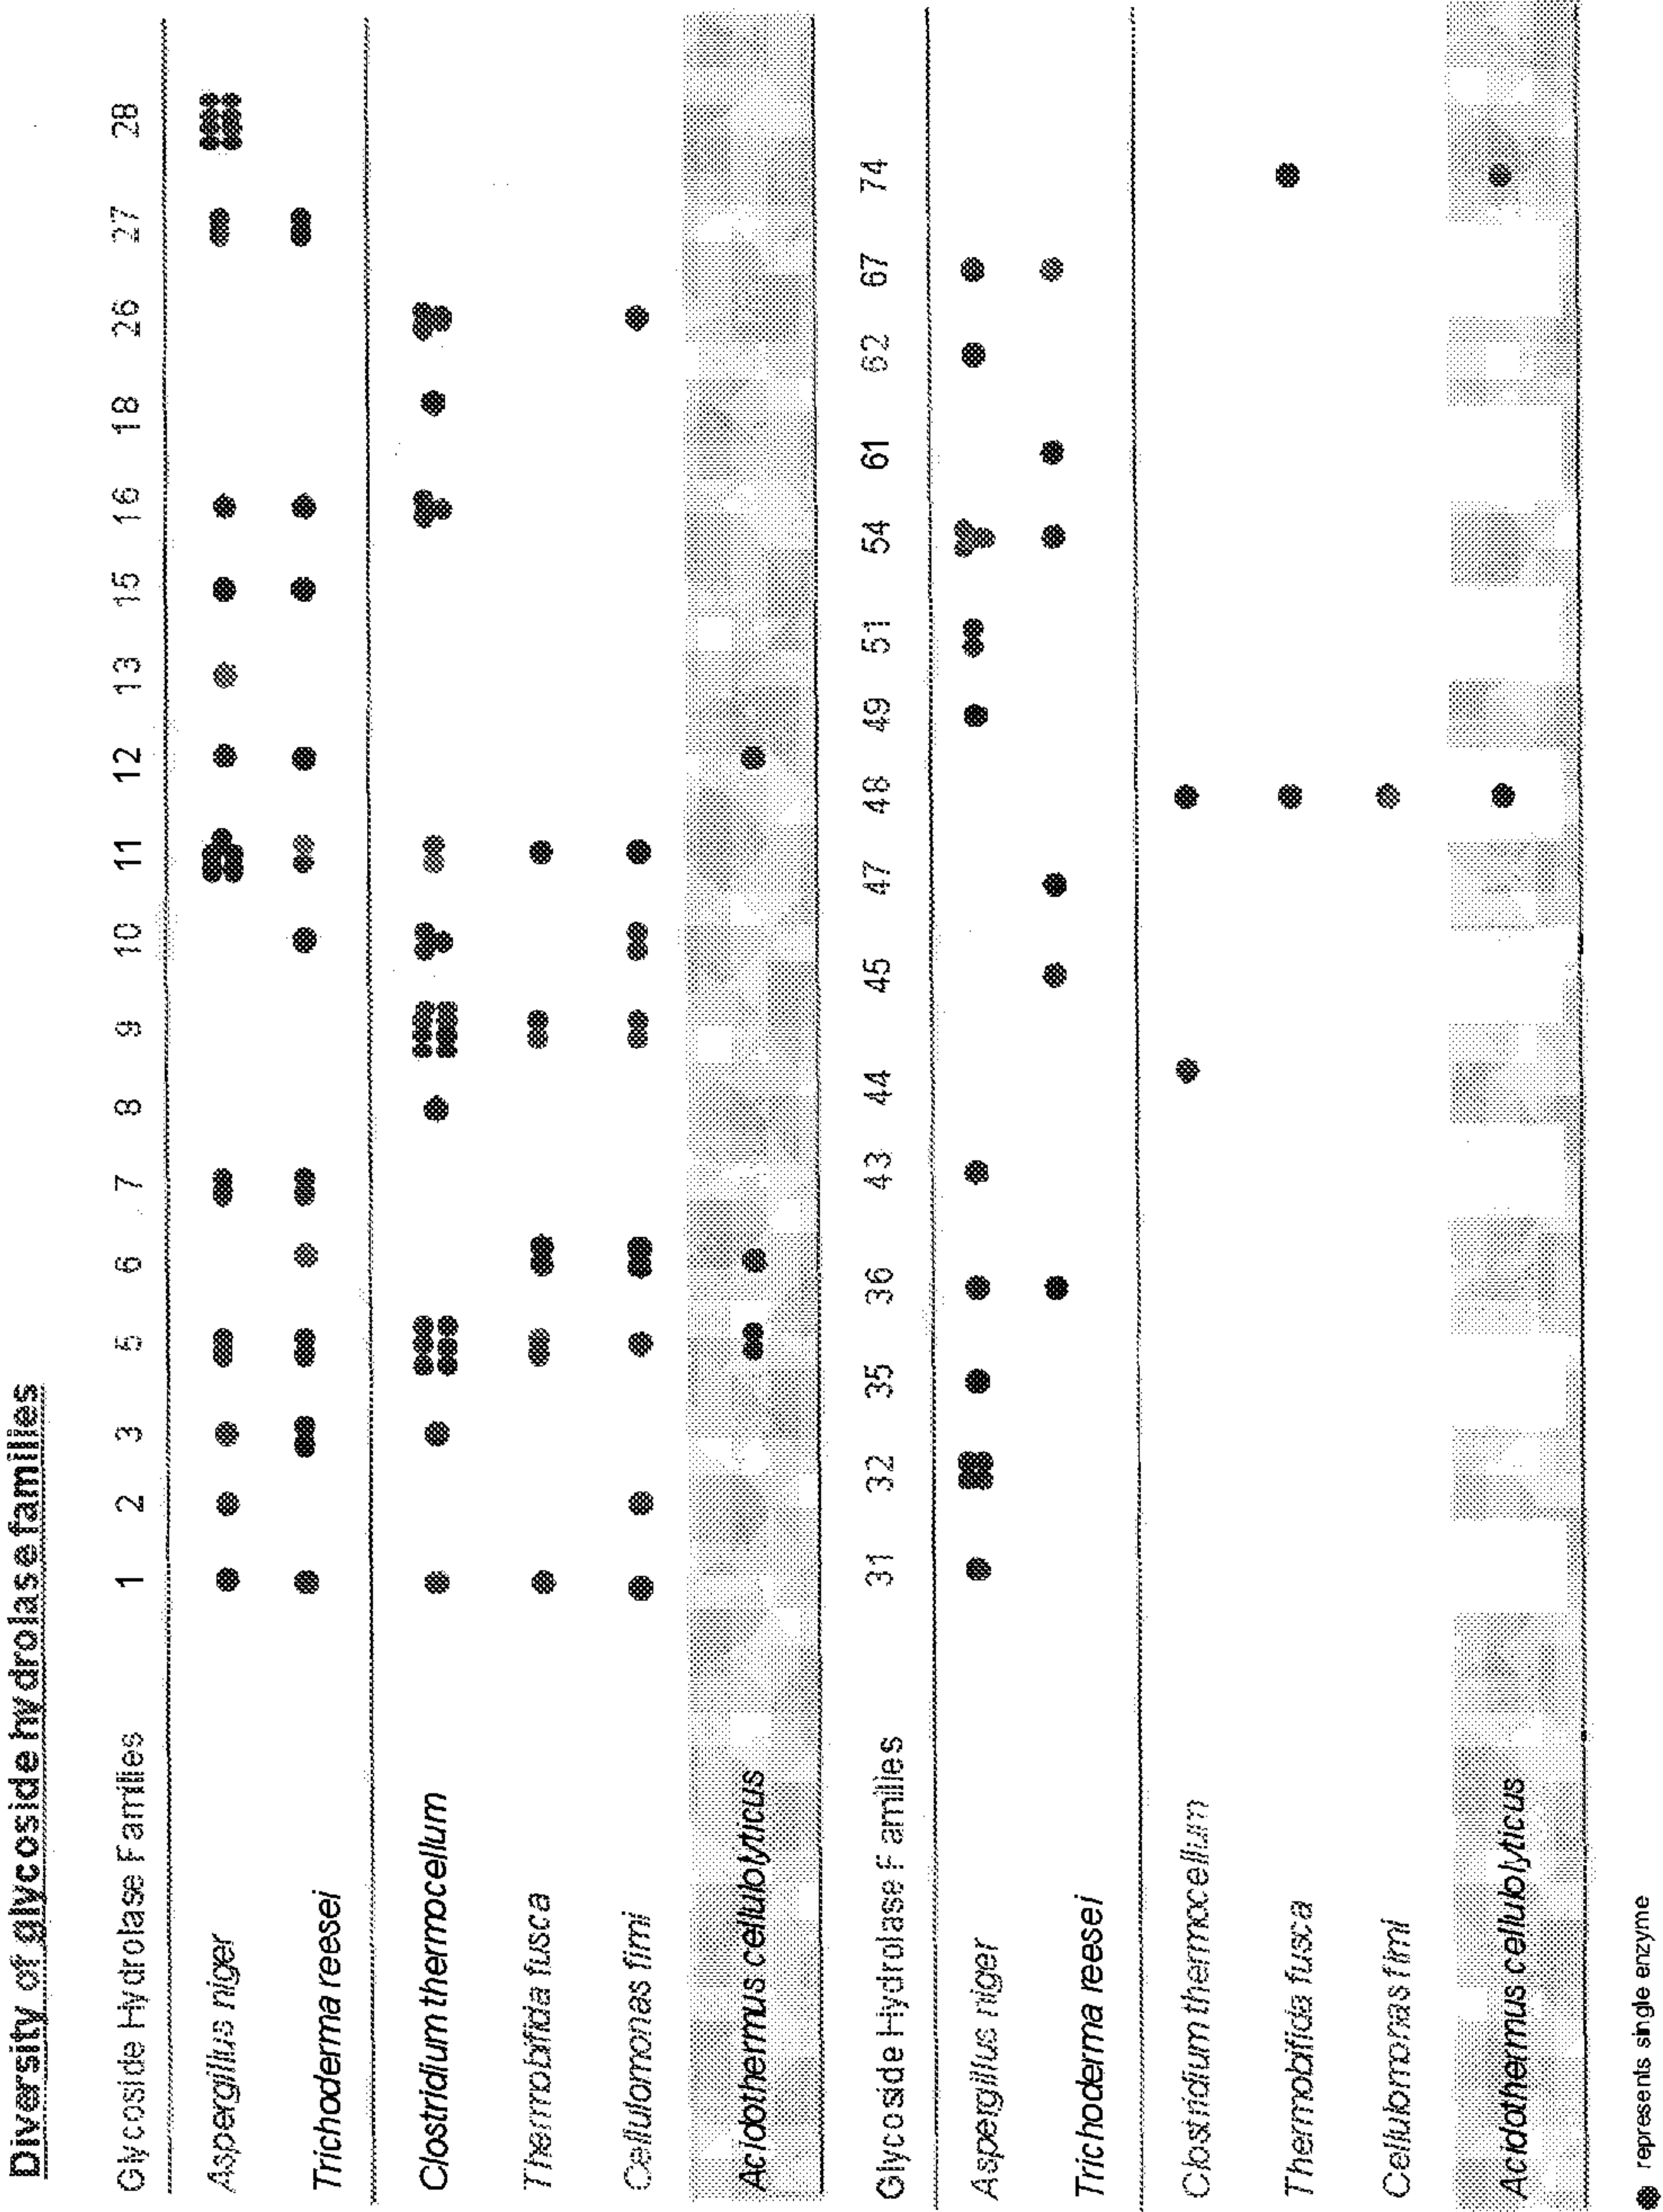 Diversity of glycoside hydrolase families
Glycoside Hydrolase Families 1 2 3 5 6 7 8 9 10 11 12 13 15 16 18 26 27 28
Aspergillus niger
Trichoderma reesei
Clostridium thermocellum
Thermobifida fusca
Cellulomonas fimi
Acidothermus cellulolyticus
Glycoside Hydrolase Families 31 32 35 36 43 44 45 47 48 49 51 54 61 62 67 74
Aspergillus niger
Trichoderma reesei
Clostridium thermocellum
Thermobifida fusca
Cellulomonas fimi
Acidothermus cellulolyticus
represents single enzyme